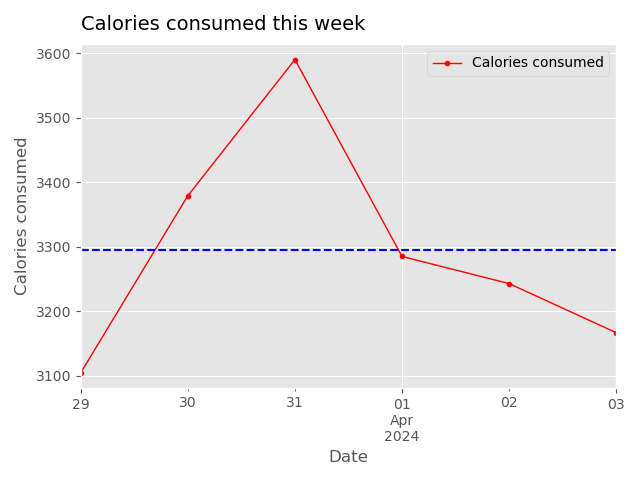 Calories consumed this week
3600
3500
3400
3300
3200
3100
Calories consumed
Calories consumed
29
30
31
01
02
03
Apr
2024
Date